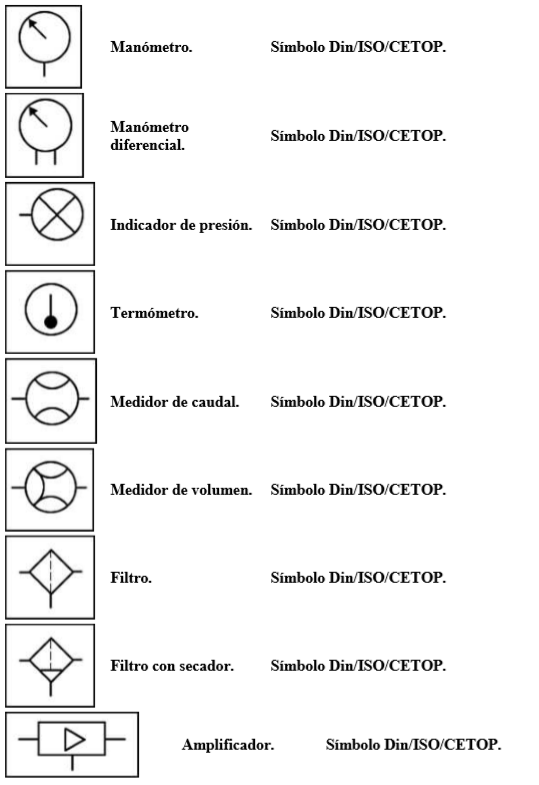 Manómetro. Símbolo Din/ISO/CETOP.
Manómetro
diferencial. Símbolo Din/ISO/CETOP.
Indicador de presión. Símbolo Din/ISO/CETOP.
Termómetro. Símbolo Din/ISO/CETOP.
Medidor de caudal. Símbolo Din/ISO/CETOP.
Medidor de volumen. Símbolo Din/ISO/CETOP.
Filtro. Símbolo Din/ISO/CETOP.
Filtro con secador. Símbolo Din/ISO/CETOP.
Amplificador. Símbolo Din/ISO/CETOP.